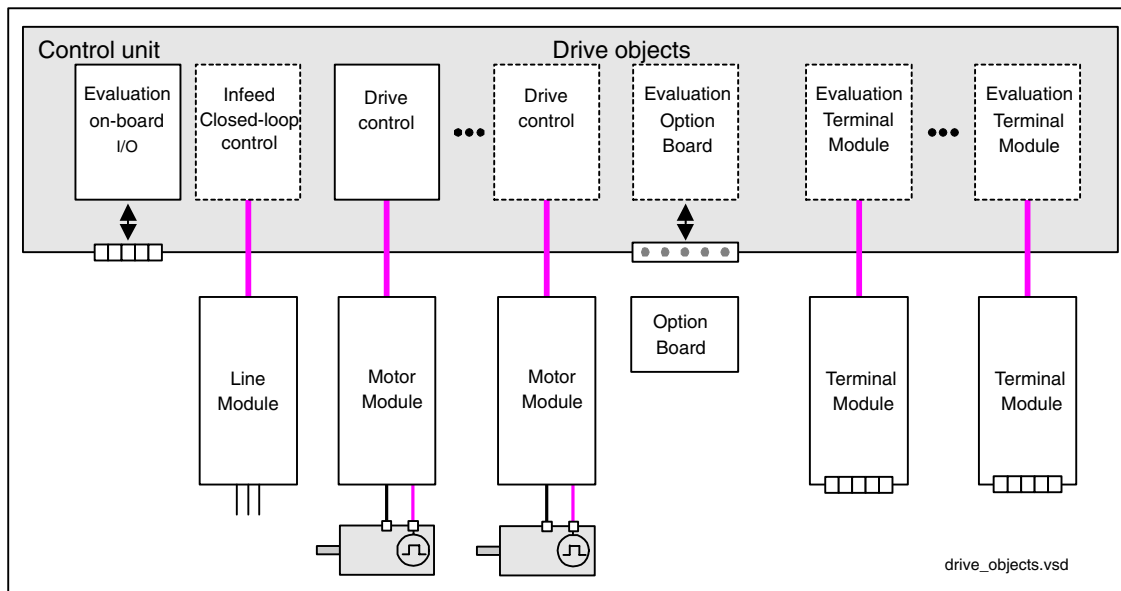 Control unit
Drive objects
Evaluation
on-board
I/O
Infeed
Closed-loop
control
Drive
control
Drive
control
Evaluation
Option
Board
Evaluation
Terminal
Module
Evaluation
Terminal
Module
Line
Module
Motor
Module
Motor
Module
Option
Board
Terminal
Module
Terminal
Module
drive_objects.vsd